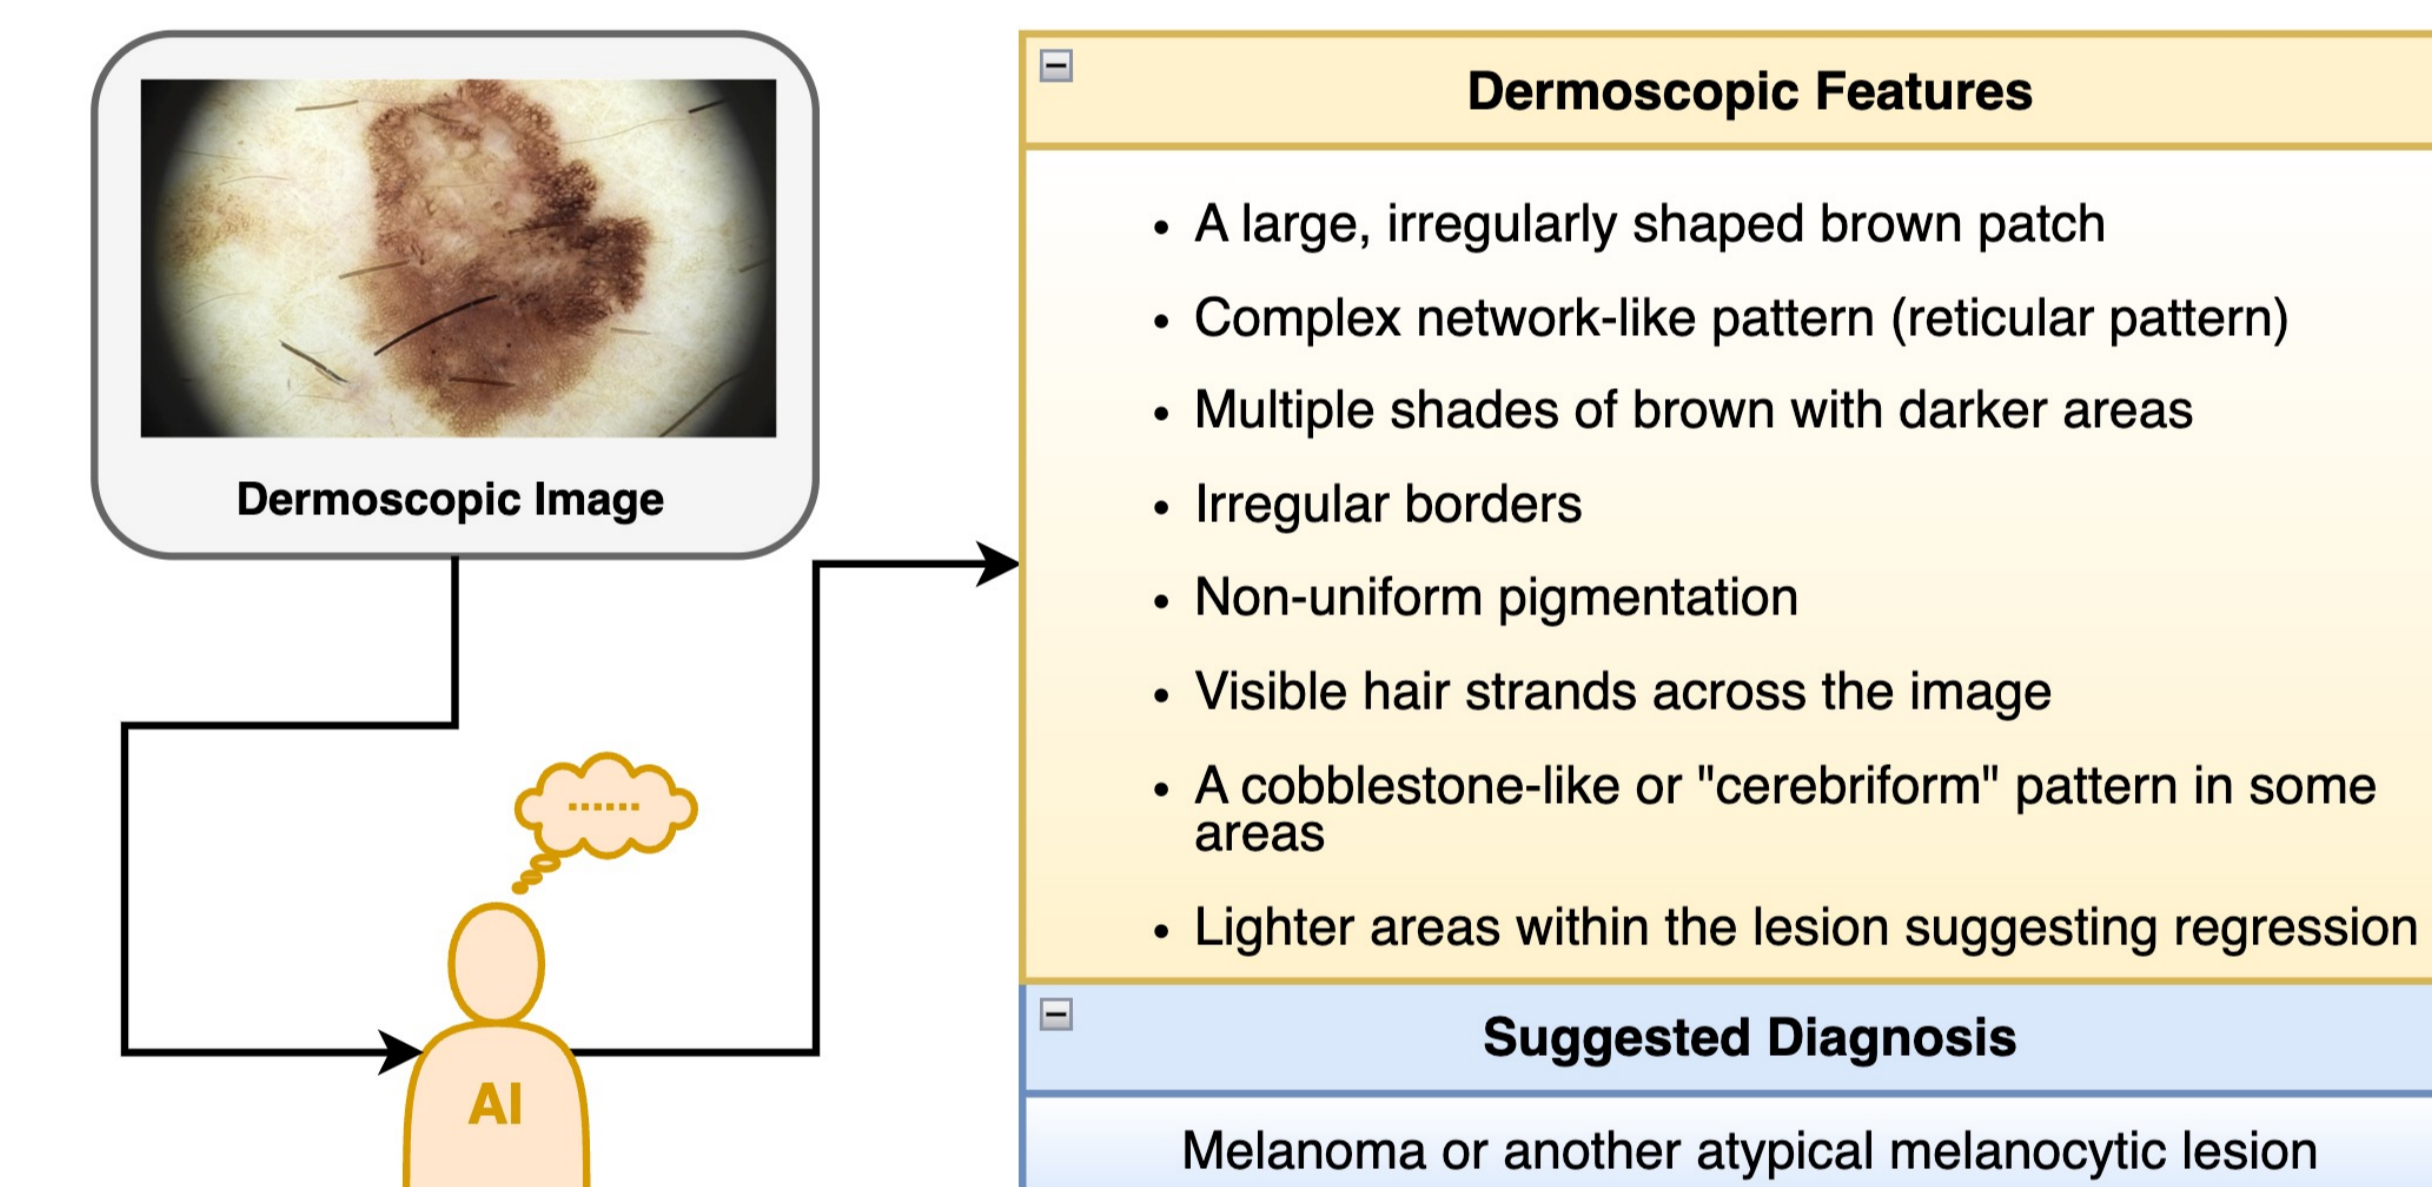 Dermoscopic Image
......
AI
Dermoscopic Features
• A large, irregularly shaped brown patch
• Complex network-like pattern (reticular pattern)
• Multiple shades of brown with darker areas
• Irregular borders
• Non-uniform pigmentation
• Visible hair strands across the image
• A cobblestone-like or "cerebriform" pattern in some
areas
• Lighter areas within the lesion suggesting regression
Suggested Diagnosis
Melanoma or another atypical melanocytic lesion